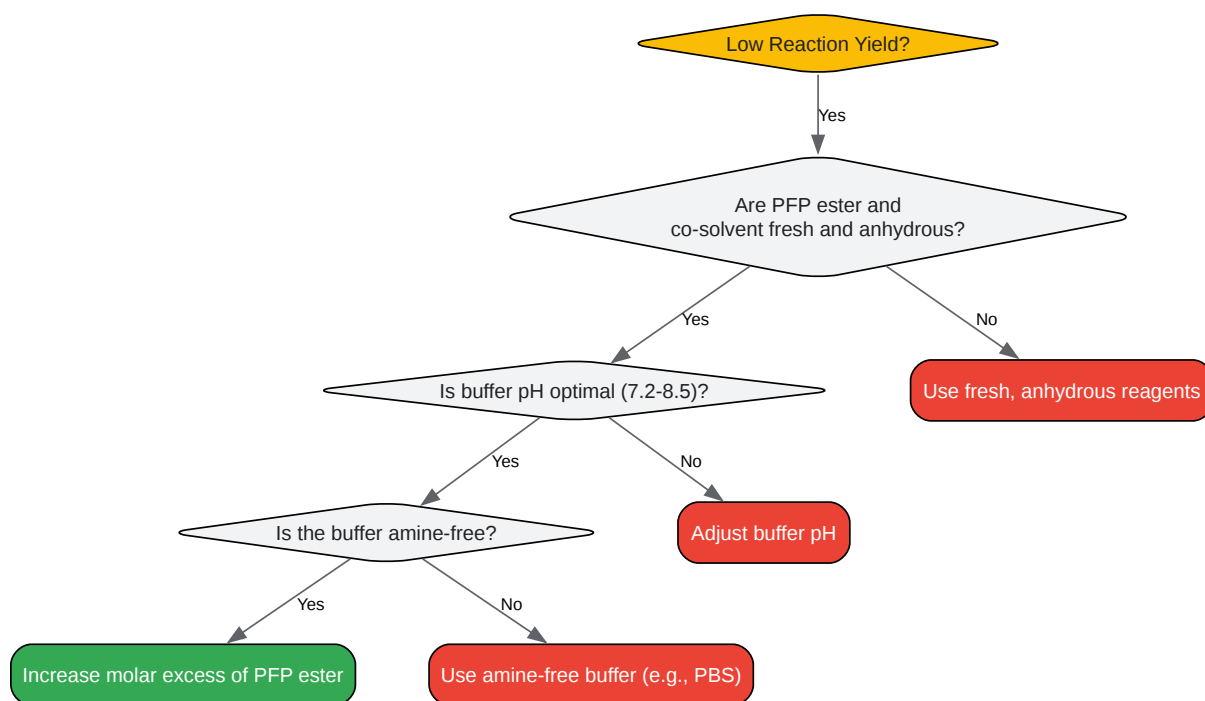 Low Reaction Yield?
Yes
Are PFP ester and
co-solvent fresh and anhydrous?
Yes
No
Is buffer pH optimal (7.2-8.5)?
Use fresh, anhydrous reagents
Yes
No
Is the buffer amine-free?
Adjust buffer pH
Yes
No
Increase molar excess of PFP ester
Use amine-free buffer (e.g., PBS)